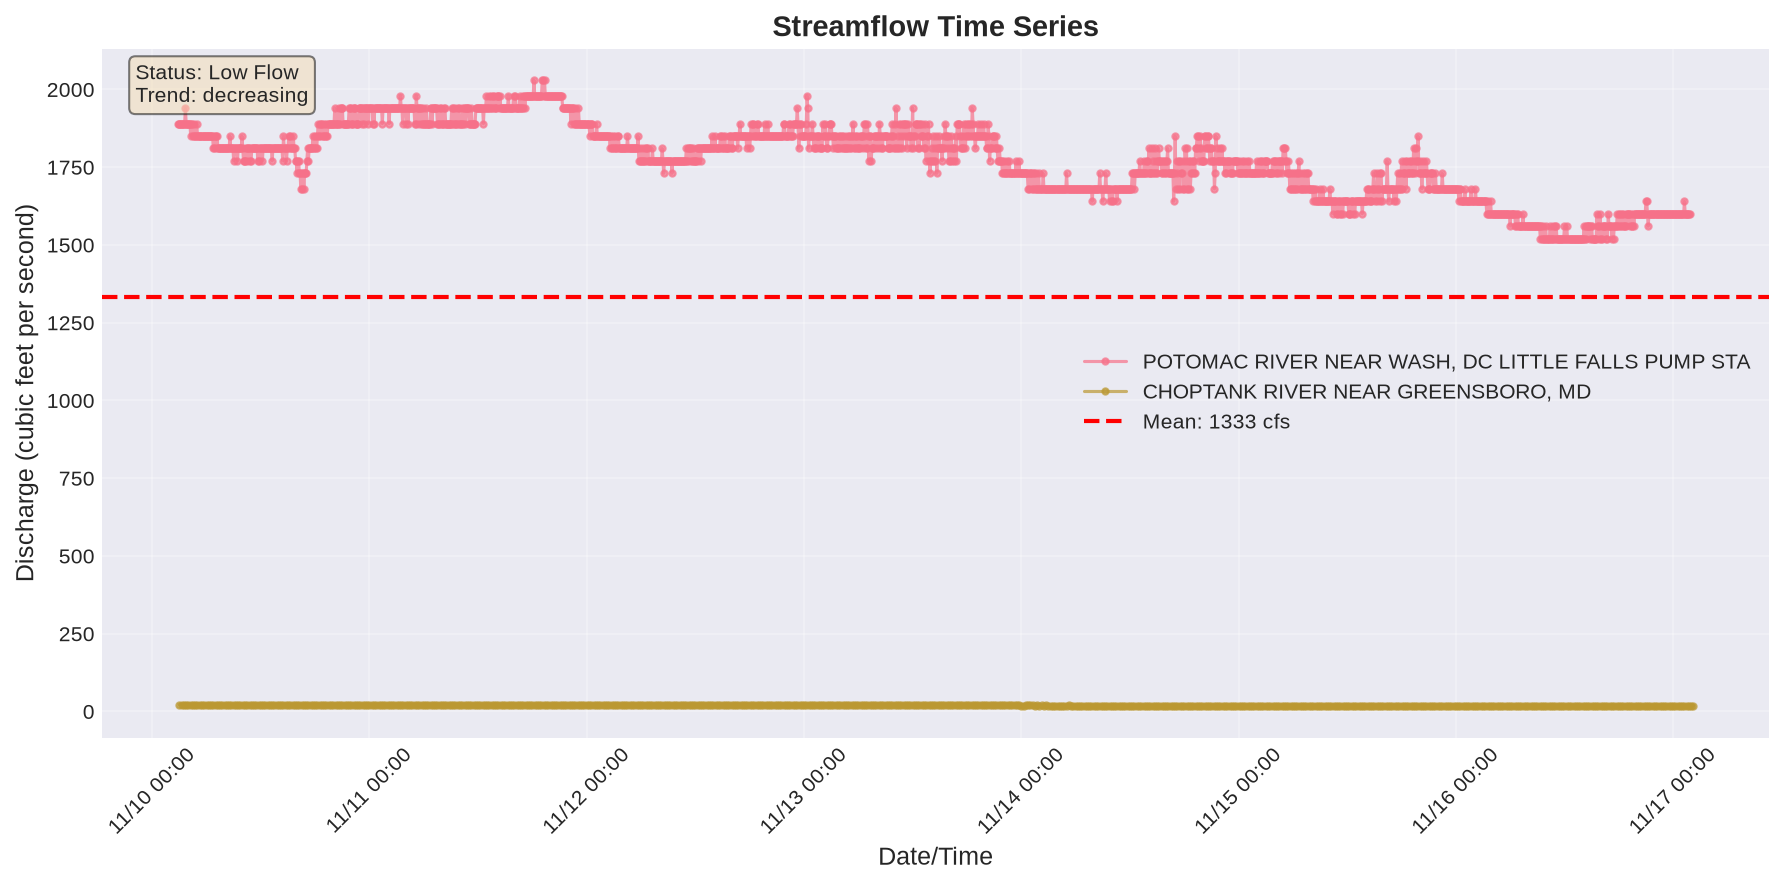 Streamflow Time Series
Status: Low Flow
Trend: decreasing
Discharge (cubic feet per second)
2000
1750
1500
1250
1000
750
500
250
0
POTOMAC RIVER NEAR WASH, DC LITTLE FALLS PUMP STA
CHOPTANK RIVER NEAR GREENSBORO, MD
Mean: 1333 cfs
11/10 00:00
11/11 00:00
11/12 00:00
11/13 00:00
11/14 00:00
11/15 00:00
11/16 00:00
11/17 00:00
Date/Time